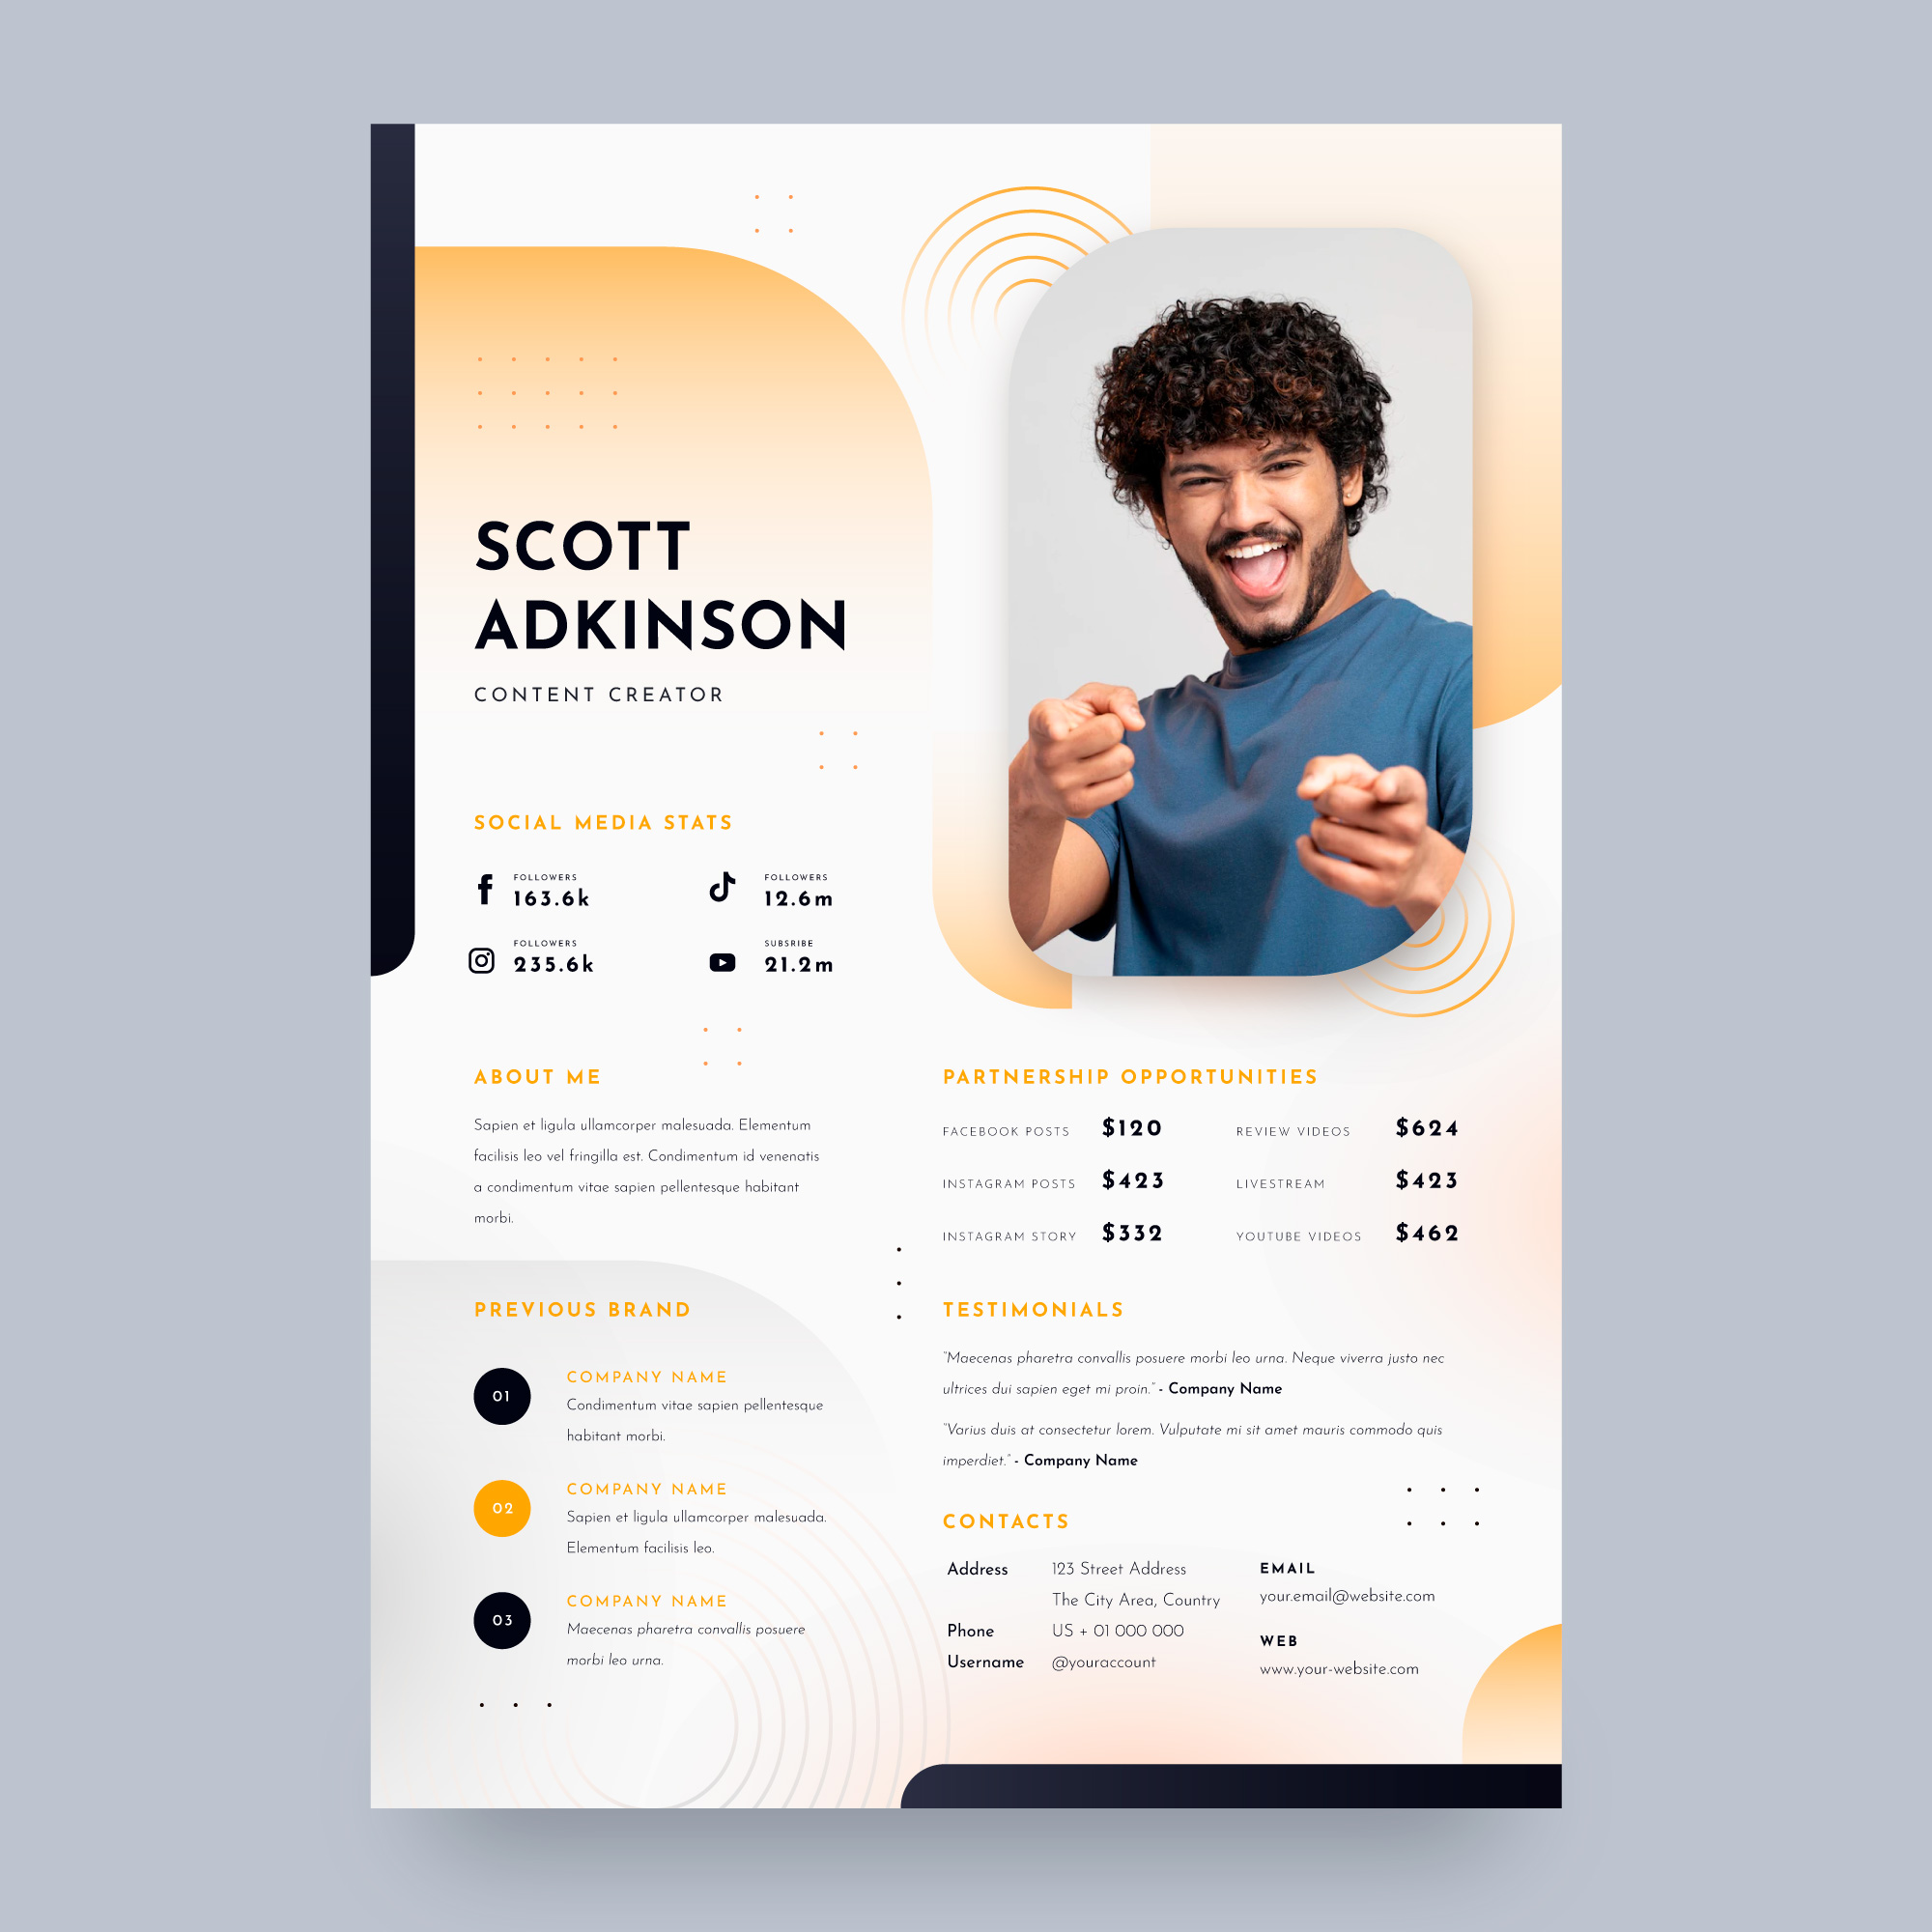 SCOTT
ADKINSON
CONTENT CREATOR
SOCIAL MEDIA STATS
FOLLOWERS
163.6k
FOLLOWERS
12.6m
FOLLOWERS
235.6k
SUBSRIBE
21.2m
ABOUT ME
Sapien et ligula ullamcorper malesuada. Elementum
facilisis leo vel fringilla est. Condimentum id venenatis
a condimentum vitae sapien pellentesque habitant
morbi.
PREVIOUS BRAND
01
COMPANY NAME
Condimentum vitae sapien pellentesque
habitant morbi.
02
COMPANY NAME
Sapien et ligula ullamcorper malesuada.
Elementum facilisis leo.
03
COMPANY NAME
Maecenas pharetra convallis posuere
morbi leo urna.
PARTNERSHIP OPPORTUNITIES
FACEBOOK POSTS $120 REVIEW VIDEOS $624
INSTAGRAM POSTS $423 LIVESTREAM $423
INSTAGRAM STORY $332 YOUTUBE VIDEOS $462
TESTIMONIALS
"Maecenas pharetra convallis posuere morbi leo urna. Neque viverra justo nec
ultrices dui sapien eget mi proin." - Company Name
"Varius duis at consectetur lorem. Vulputate mi sit amet mauris commodo quis
imperdiet." - Company Name
CONTACTS
Address 123 Street Address
The City Area, Country
Phone US + 01 000 000
Username @youraccount
EMAIL
your.email@website.com
WEB
www.your-website.com